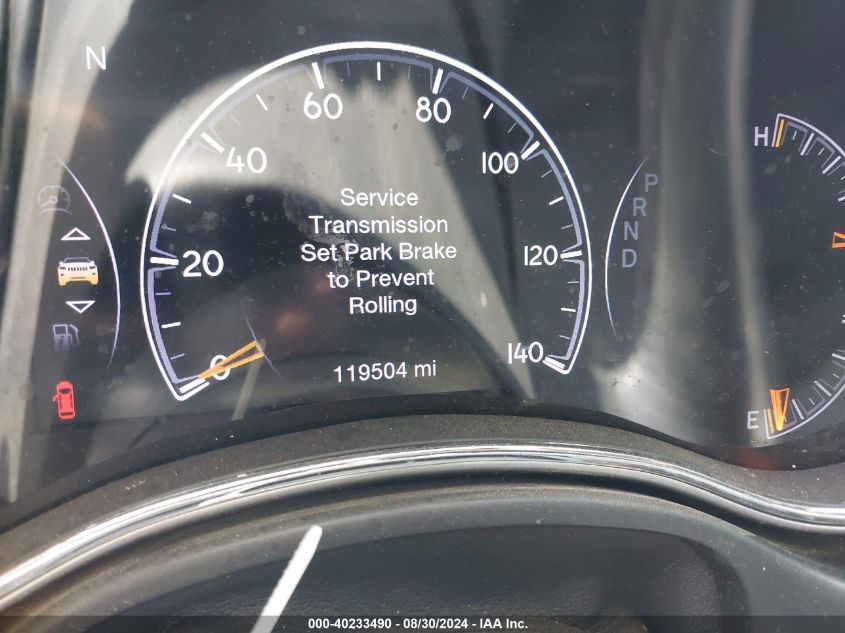 N
60
80
40
100
20
120
0
140
Service
Transmission
Set Park Brake
to Prevent
Rolling
119504 mi
P
R
N
D
H
E
000-40233490 - 08/30/2024 - IAA Inc.